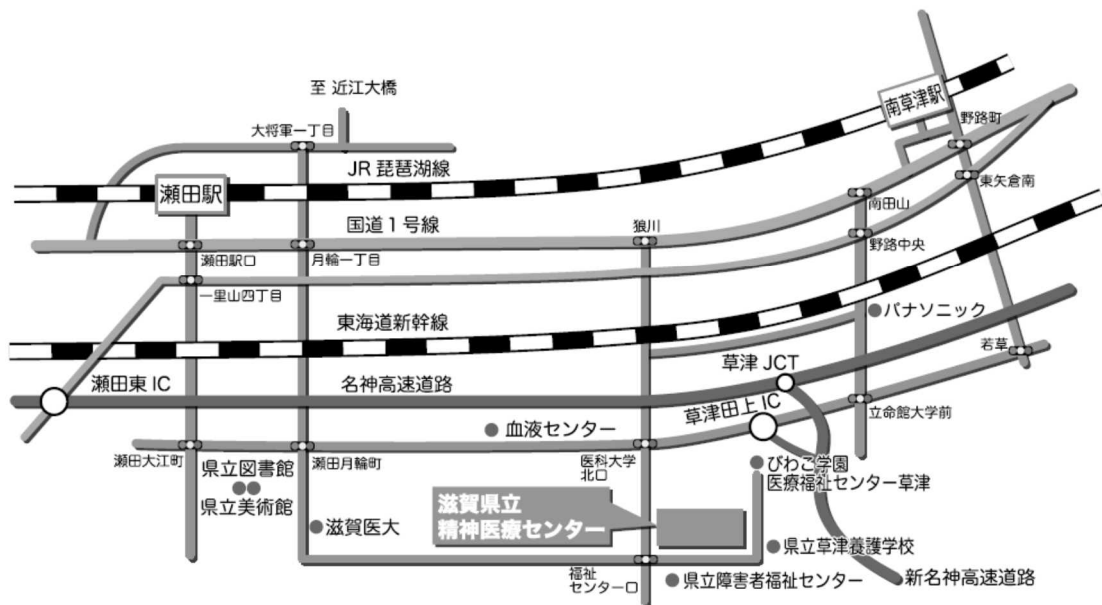 至 近江大橋
大将軍一丁目
南草津駅
野路町
JR 琵琶湖線
瀬田駅
東矢倉南
国道1号線
狼川
南田山
瀬田駅口
月輪一丁目
野路中央
一里山四丁目
東海道新幹線
パナソニック
瀬田東 IC
名神高速道路
草津 JCT
若草
草津田上 IC
立命館大学前
血液センター
瀬田大江町
瀬田月輪町
医科大学
北口
県立図書館
県立美術館
びわこ学園
医療福祉センター草津
滋賀県立
精神医療センター
滋賀医大
県立草津養護学校
福祉
センター口
県立障害者福祉センター
新名神高速道路